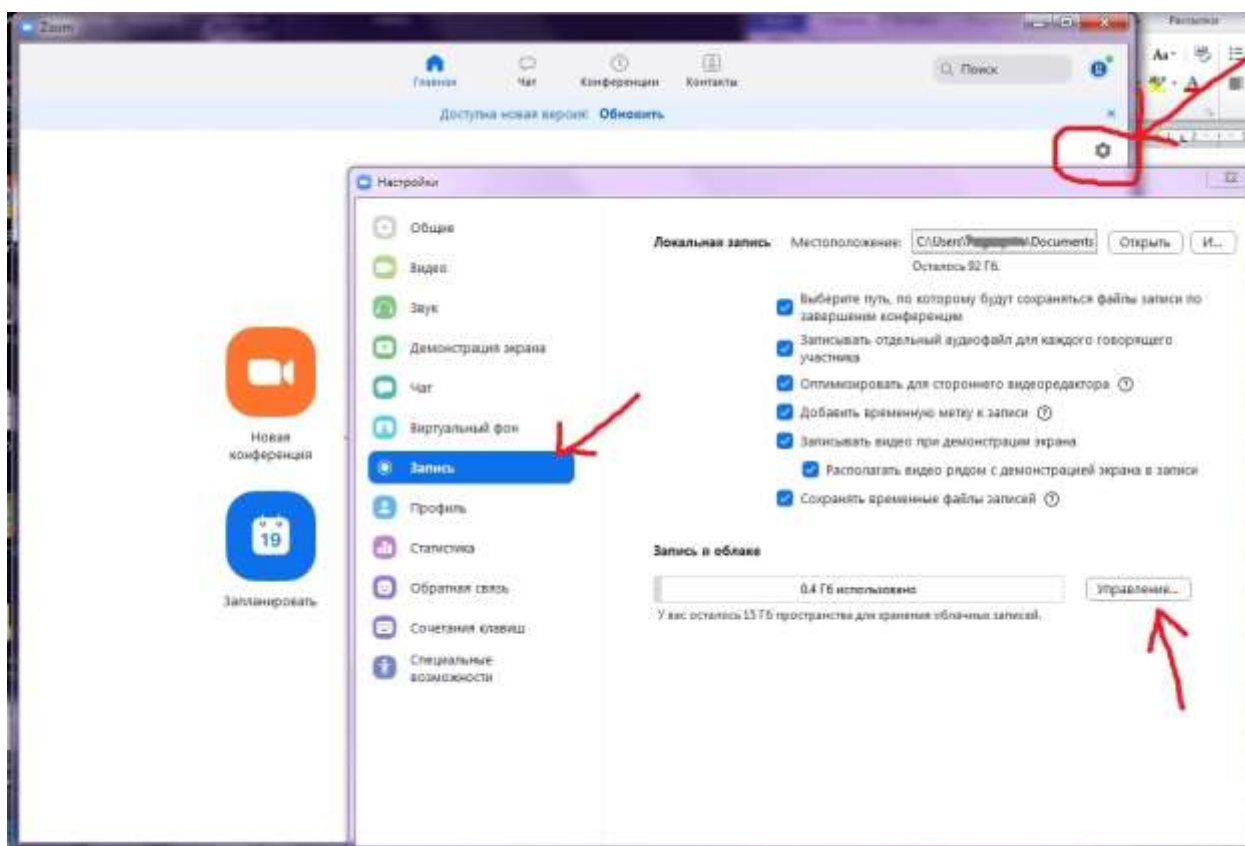 Zoom
Рассылки
Главная
Чат
Конференции
Контакты
Поиск
Aa
Доступна новая версия! Обновить
Настройки
Общие
Видео
Звук
Демонстрация экрана
Чат
Виртуальный фон
Запись
Профиль
Статистика
Обратная связь
Сочетания клавиш
Специальные
возможности
Новая
конференция
19
Запланировать
Локальная запись Местоположение: C:\Users\ \Documents Открыть И...
Осталось 92 Гб.
Выберите путь, по которому будут сохраняться файлы записи по
завершении конференции
Записывать отдельный аудиофайл для каждого говорящего
участника
Оптимизировать для стороннего видеоредактора
Добавить временную метку к записи
Записывать видео при демонстрации экрана
Располагать видео рядом с демонстрацией экрана в записи
Сохранять временные файлы записей
Запись в облаке
0.4 Гб использовано
Управление...
У вас осталось 15 Гб пространства для хранения облачных записей.